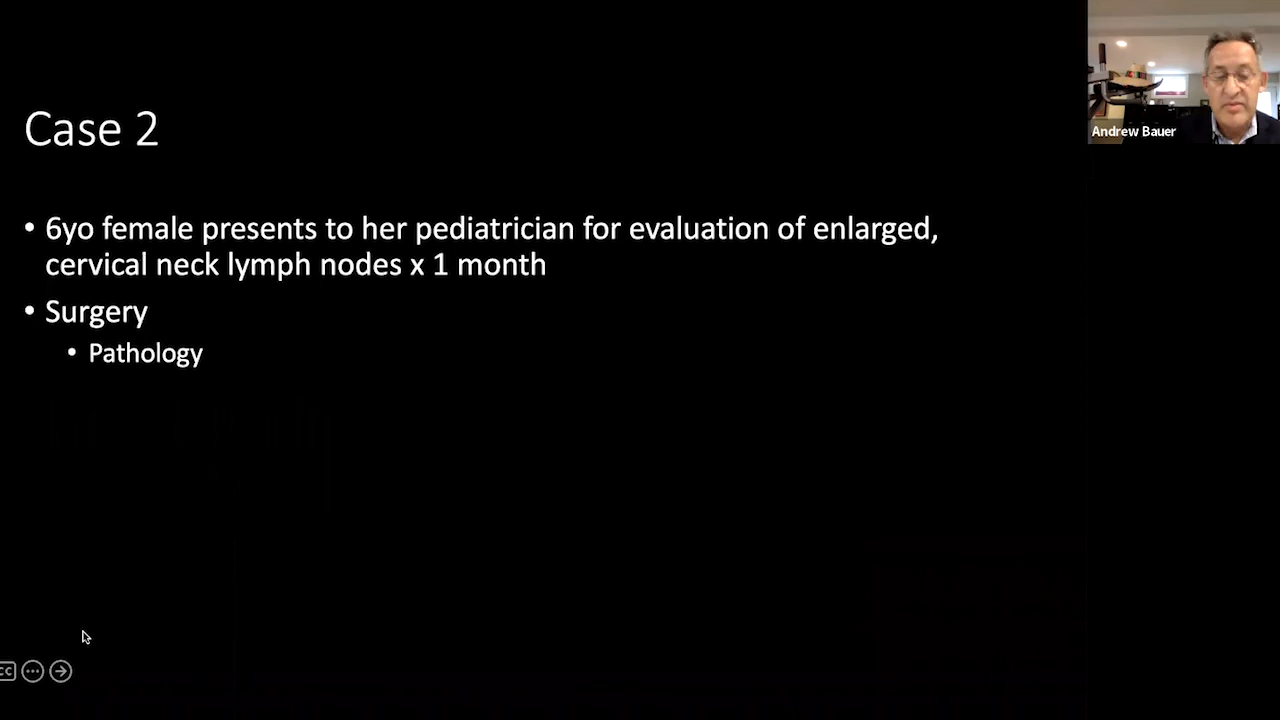 Case 2
• 6yo female presents to her pediatrician for evaluation of enlarged,
cervical neck lymph nodes x 1 month
• Surgery
• Pathology
Andrew Bauer
CC